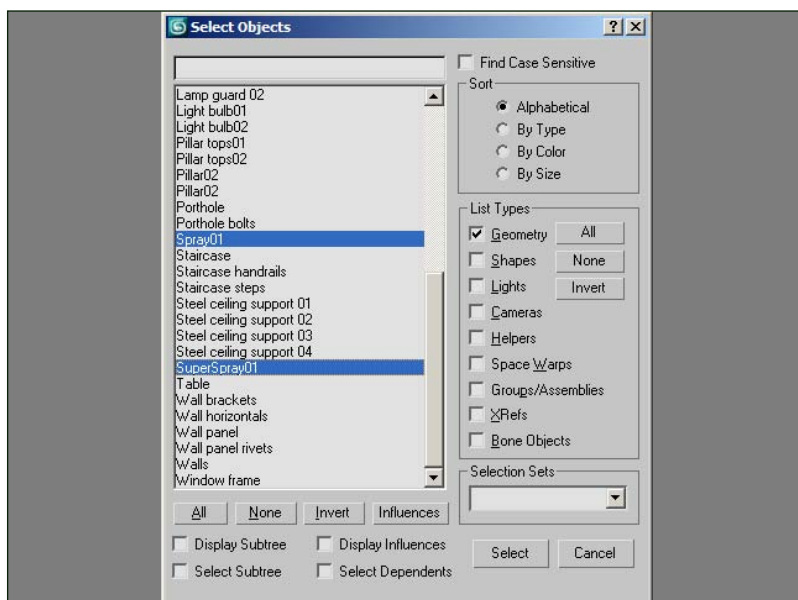 Select Objects
Find Case Sensitive
Lamp guard 02
Light bulb01
Light bulb02
Pillar tops01
Pillar tops02
Pillar02
Pillar02
Porthole
Porthole bolts
Spray01
Staircase
Staircase handrails
Staircase steps
Steel ceiling support 01
Steel ceiling support 02
Steel ceiling support 03
Steel ceiling support 04
SuperSpray01
Table
Wall brackets
Wall horizontals
Wall panel
Wall panel rivets
Walls
Window frame
All
None
Invert
Influences
Display Subtree
Display Influences
Select Subtree
Select Dependents
Sort
Alphabetical
By Type
By Color
By Size
List Types
Geometry
All
Shapes
None
Lights
Invert
Cameras
Helpers
Space Warps
Groups/Assemblies
XRefs
Bone Objects
Selection Sets
Select
Cancel